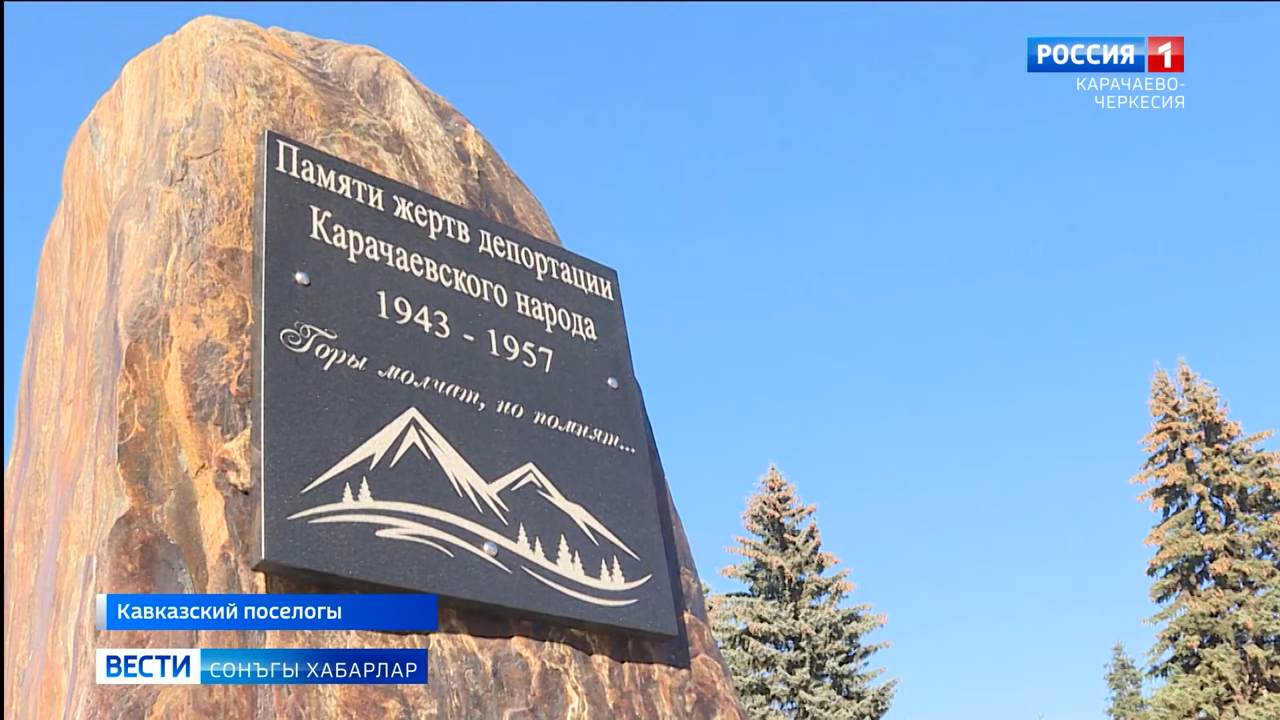 РОССИЯ 1
КАРАЧАЕВО-
ЧЕРКЕСИЯ
Памяти жертв депортации
Карачаевского народа
1943 - 1957
Горы молчат, но помнят...
Кавказский поселогы
ВЕСТИ СОНЪГЫ ХАБАРЛАР